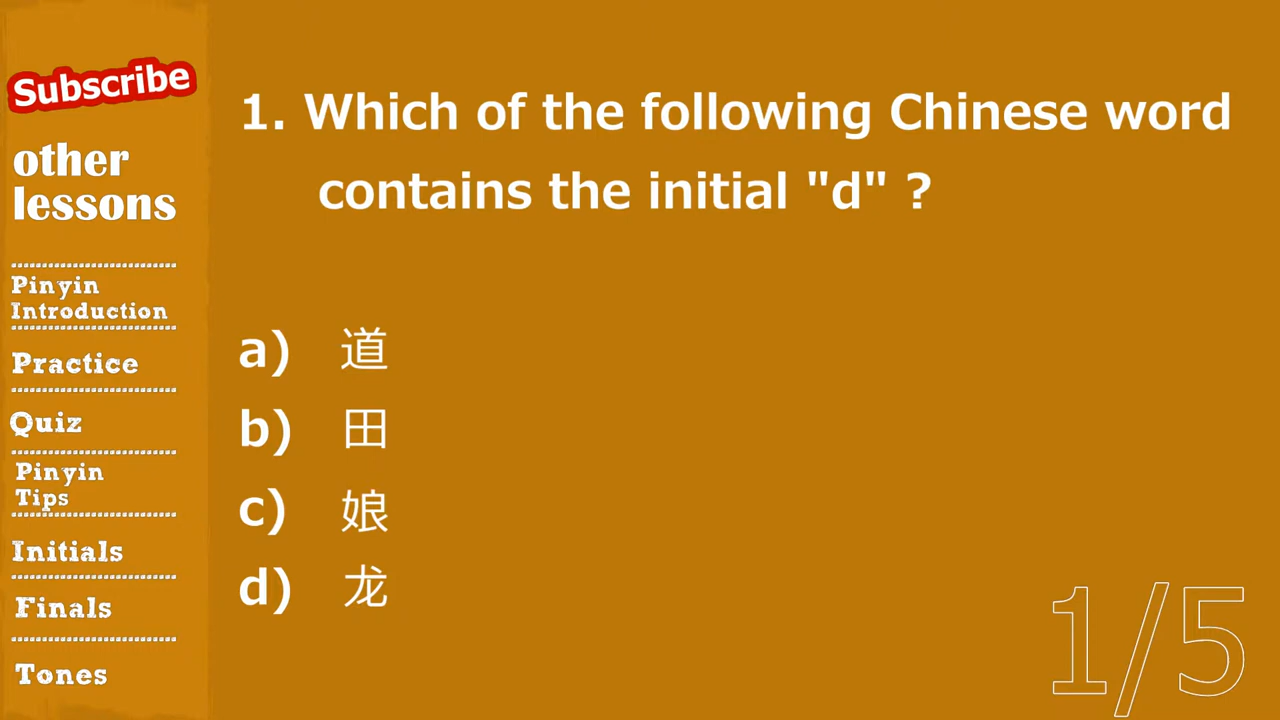 Subscribe
other
lessons
Pinyin
Introduction
Practice
Quiz
Pinyin
Tips
Initials
Finals
Tones
1. Which of the following Chinese word
contains the initial "d" ?
a) 道
b) 田
c) 娘
d) 龙
1/5